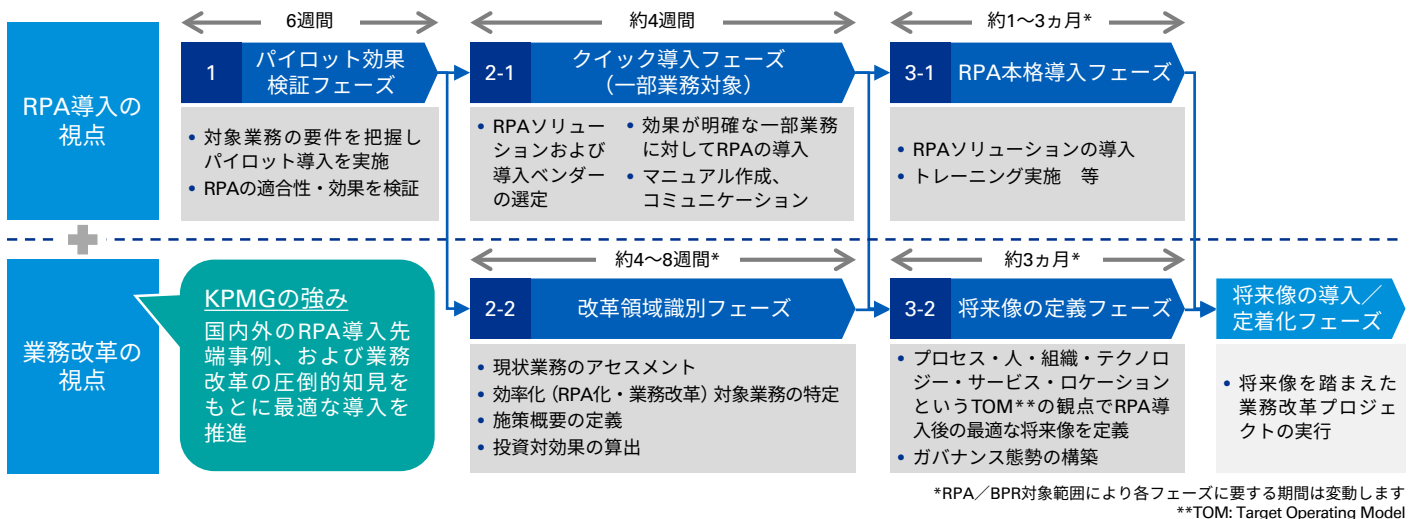 6週間
約4週間
約1～3ヵ月*
RPA導入の
視点
1
パイロット効果
検証フェーズ
2-1
クイック導入フェーズ
（一部業務対象）
3-1
RPA本格導入フェーズ
• 対象業務の要件を把握し
パイロット導入を実施
• RPAの適合性・効果を検証
• RPAソリュー
ションおよび
導入ベンダー
の選定
• 効果が明確な一部業務
に対してRPAの導入
• マニュアル作成、
コミュニケーション
• RPAソリューションの導入
• トレーニング実施　等
約4～8週間*
約3ヵ月*
業務改革の
視点
KPMGの強み
国内外のRPA導入先
端事例、および業務
改革の圧倒的知見を
もとに最適な導入を
推進
2-2
改革領域識別フェーズ
3-2
将来像の定義フェーズ
将来像の導入／
定着化フェーズ
• 現状業務のアセスメント
• 効率化（RPA化・業務改革）対象業務の特定
• 施策概要の定義
• 投資対効果の算出
• プロセス・人・組織・テクノロ
ジー・サービス・ロケーション
というTOM**の観点でRPA導
入後の最適な将来像を定義
• ガバナンス態勢の構築
• 将来像を踏まえた
業務改革プロジェ
クトの実行
*RPA／BPR対象範囲により各フェーズに要する期間は変動します
**TOM: Target Operating Model